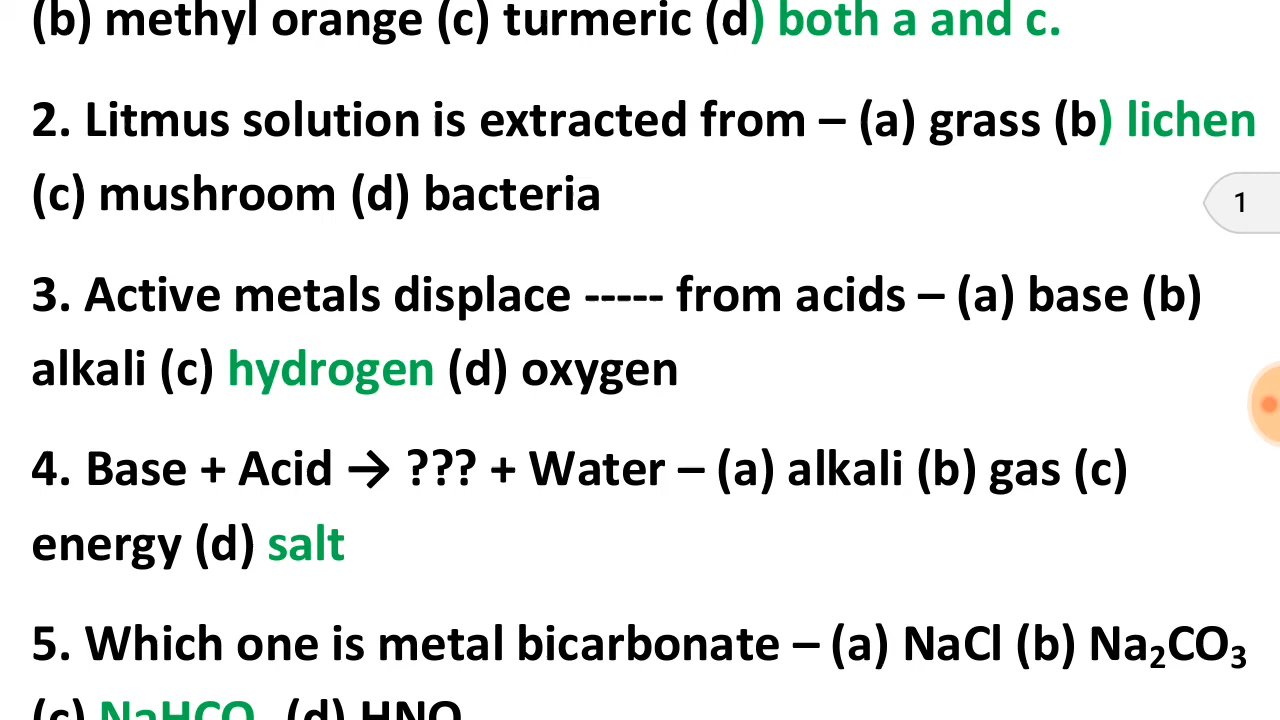 (b) methyl orange (c) turmeric (d) both a and c.
2. Litmus solution is extracted from – (a) grass (b) lichen
(c) mushroom (d) bacteria
1
3. Active metals displace ----- from acids – (a) base (b)
alkali (c) hydrogen (d) oxygen
4. Base + Acid → ??? + Water – (a) alkali (b) gas (c)
energy (d) salt
5. Which one is metal bicarbonate – (a) NaCl (b) Na₂CO₃
(c) NaHCO (d) HNO